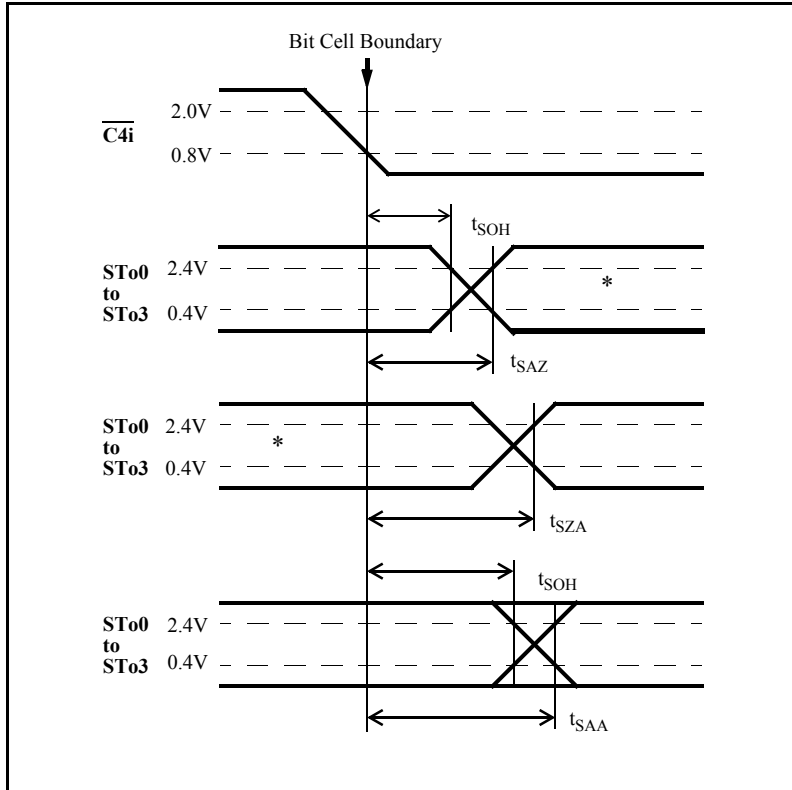 Bit Cell Boundary
2.0V
C4i
0.8V
tSOH
STo0 2.4V
to
STo3 0.4V
*
tSAZ
STo0 2.4V
to
STo3 0.4V
*
tSZA
tSOH
STo0 2.4V
to
STo3 0.4V
tSAA